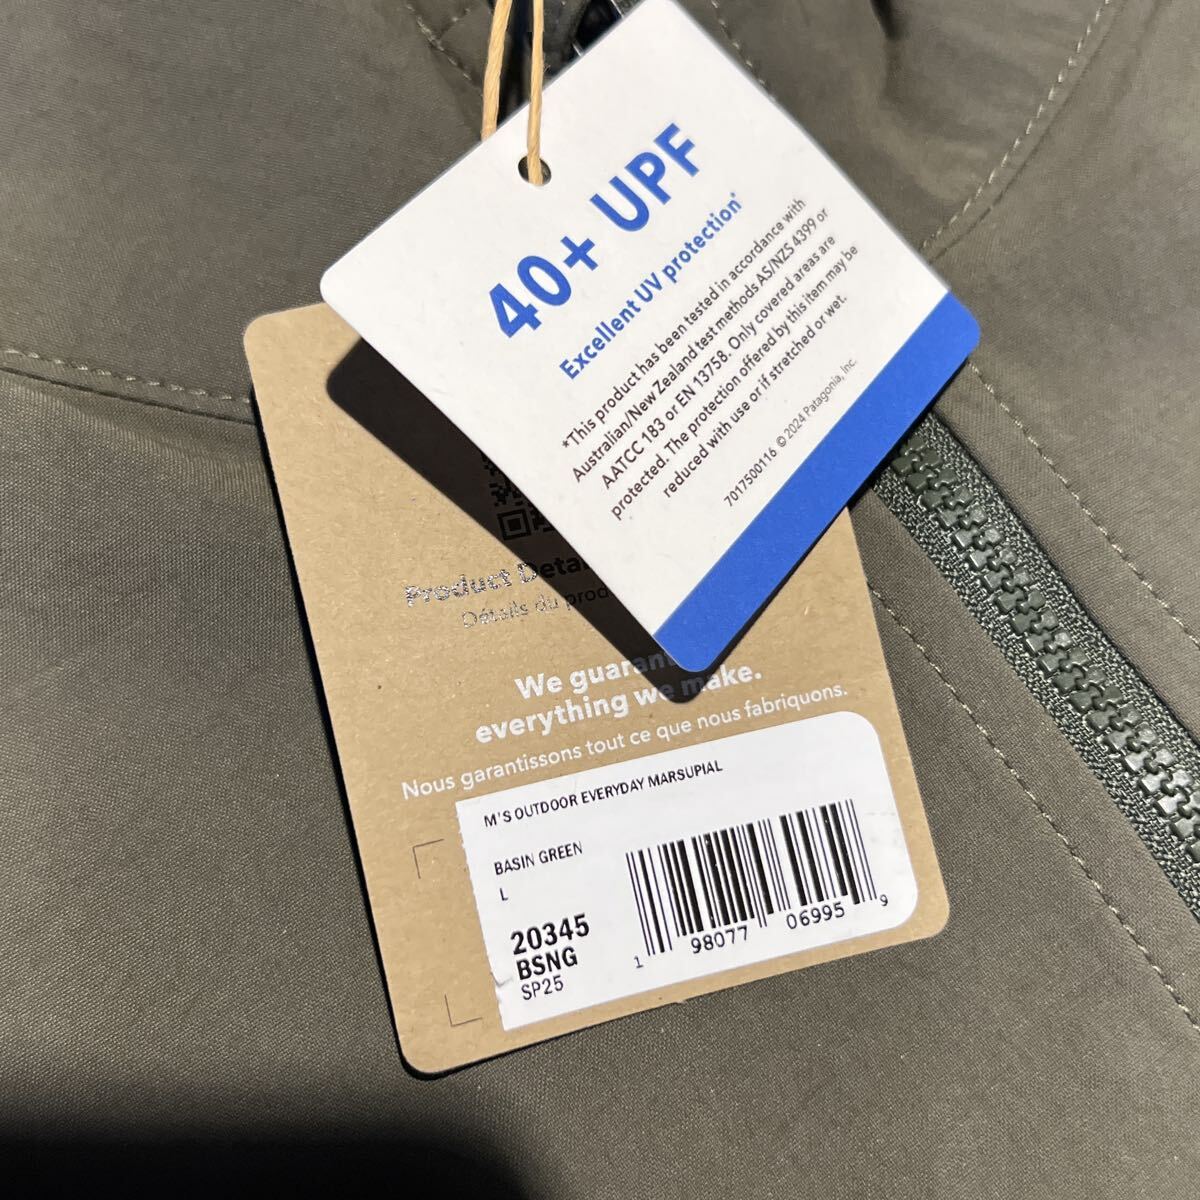 40+ UPF
Excellent UV protection*
*This product has been tested in accordance with
Australian/New Zealand test methods AS/NZS 4399 or
AATCC 183 or EN 13758. Only covered areas are
protected. The protection offered by this item may be
reduced with use or if stretched or wet.
7017500116 ©2024 Patagonia, Inc.
Product
Détails du
We
everything we make.
Nous garantissons tout ce que nous fabriquons.
M'S OUTDOOR EVERYDAY MARSUPIAL
BASIN GREEN
L
20345
BSNG
SP25
1 98077 06995 9